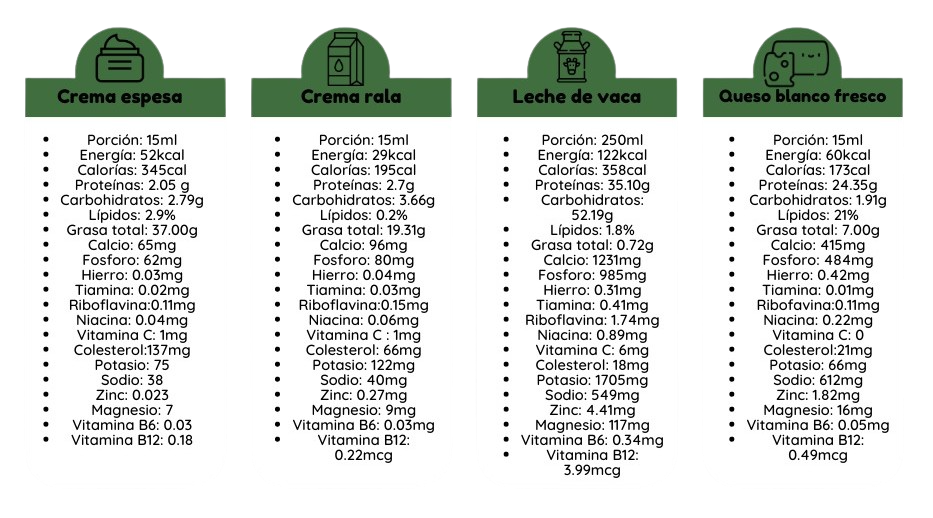 Crema espesa
• Porción: 15ml
• Energía: 52kcal
• Calorías: 345cal
• Proteínas: 2.05 g
• Carbohidratos: 2.79g
• Lípidos: 2.9%
• Grasa total: 37.00g
• Calcio: 65mg
• Fosforo: 62mg
• Hierro: 0.03mg
• Tiamina: 0.02mg
• Riboflavina:0.11mg
• Niacina: 0.04mg
• Vitamina C: 1mg
• Colesterol:137mg
• Potasio: 75
• Sodio: 38
• Zinc: 0.023
• Magnesio: 7
• Vitamina B6: 0.03
• Vitamina B12: 0.18
Crema rala
• Porción: 15ml
• Energía: 29kcal
• Calorías: 195cal
• Proteínas: 2.7g
• Carbohidratos: 3.66g
• Lípidos: 0.2%
• Grasa total: 19.31g
• Calcio: 96mg
• Fosforo: 80mg
• Hierro: 0.04mg
• Tiamina: 0.03mg
• Riboflavina:0.15mg
• Niacina: 0.06mg
• Vitamina C : 1mg
• Colesterol: 66mg
• Potasio: 122mg
• Sodio: 40mg
• Zinc: 0.27mg
• Magnesio: 9mg
• Vitamina B6: 0.03mg
• Vitamina B12:
0.22mcg
Leche de vaca
• Porción: 250ml
• Energía: 122kcal
• Calorías: 358cal
• Proteínas: 35.10g
• Carbohidratos:
52.19g
• Lípidos: 1.8%
• Grasa total: 0.72g
• Calcio: 1231mg
• Fosforo: 985mg
• Hierro: 0.31mg
• Tiamina: 0.41mg
• Riboflavina: 1.74mg
• Niacina: 0.89mg
• Vitamina C: 6mg
• Colesterol: 18mg
• Potasio: 1705mg
• Sodio: 549mg
• Zinc: 4.41mg
• Magnesio: 117mg
• Vitamina B6: 0.34mg
• Vitamina B12:
3.99mcg
Queso blanco fresco
• Porción: 15ml
• Energía: 60kcal
• Calorías: 173cal
• Proteínas: 24.35g
• Carbohidratos: 1.91g
• Lípidos: 21%
• Grasa total: 7.00g
• Calcio: 415mg
• Fosforo: 484mg
• Hierro: 0.42mg
• Tiamina: 0.01mg
• Ribofavina:0.11mg
• Niacina: 0.22mg
• Vitamina C: 0
• Colesterol:21mg
• Potasio: 66mg
• Sodio: 612mg
• Zinc: 1.82mg
• Magnesio: 16mg
• Vitamina B6: 0.05mg
• Vitamina B12:
0.49mcg